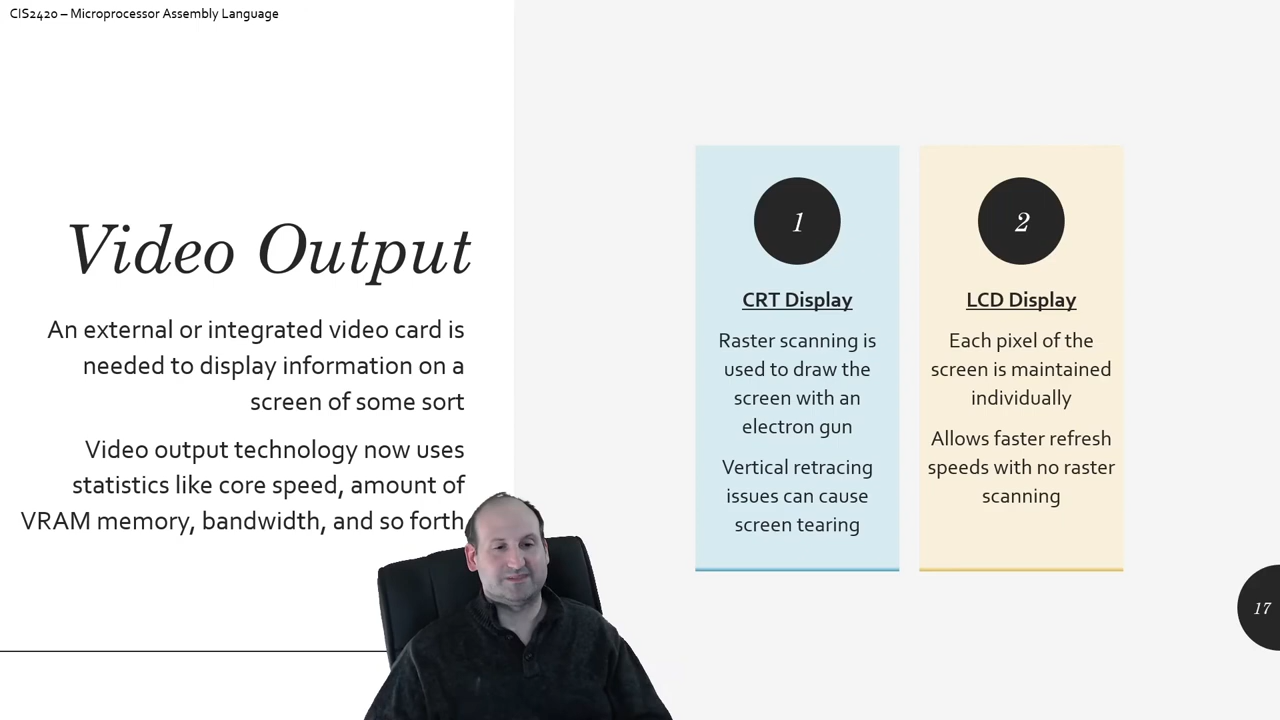 CIS2420 – Microprocessor Assembly Language
Video Output
An external or integrated video card is
needed to display information on a
screen of some sort
Video output technology now uses
statistics like core speed, amount of
VRAM memory, bandwidth, and so forth
1
CRT Display
Raster scanning is
used to draw the
screen with an
electron gun
Vertical retracing
issues can cause
screen tearing
2
LCD Display
Each pixel of the
screen is maintained
individually
Allows faster refresh
speeds with no raster
scanning
17